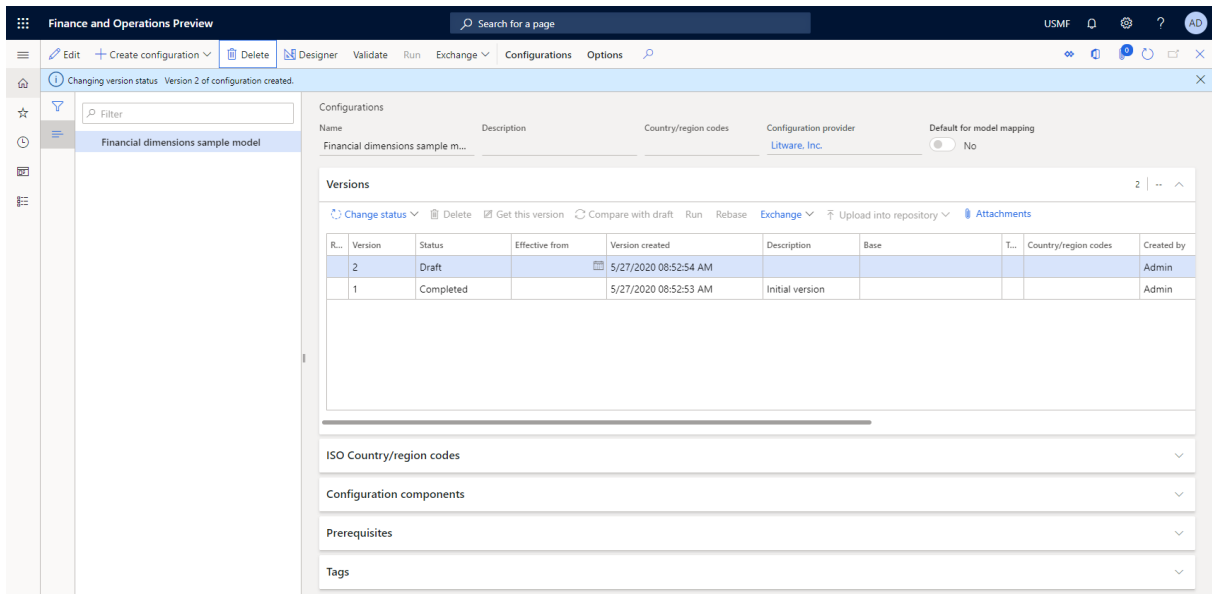 Finance and Operations Preview
Search for a page
USMF
?
AD
Edit
Create configuration
Delete
Designer
Validate
Run
Exchange
Configurations
Options
0
Changing version status Version 2 of configuration created.
Filter
Financial dimensions sample model
Configurations
Name
Description
Country/region codes
Configuration provider
Default for model mapping
Financial dimensions sample m...
Litware, Inc.
No
Versions
2
--
Change status
Delete
Get this version
Compare with draft
Run
Rebase
Exchange
Upload into repository
Attachments
R... Version Status Effective from Version created Description Base T... Country/region codes Created by
2 Draft 5/27/2020 08:52:54 AM Admin
1 Completed 5/27/2020 08:52:53 AM Initial version Admin
ISO Country/region codes
Configuration components
Prerequisites
Tags